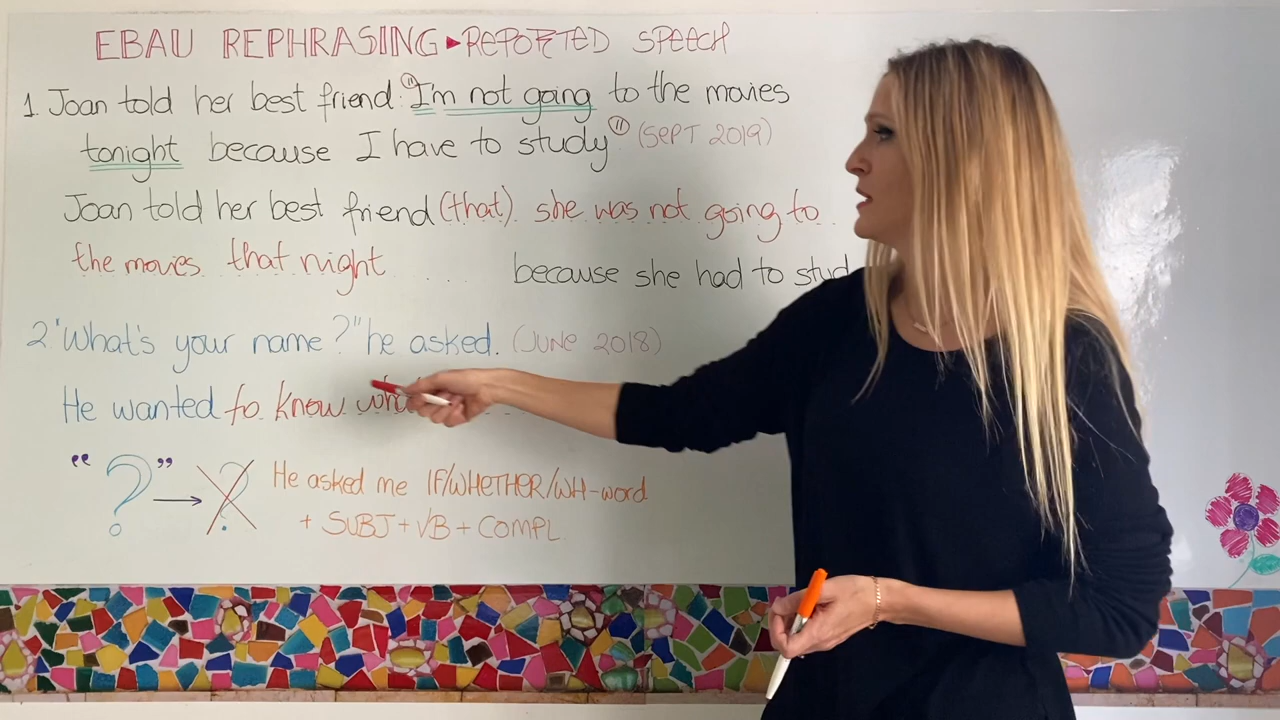 EBAU REPHRASING ▸ REPORTED SPEECH
1. Joan told her best friend "I'm not going to the movies
tonight because I have to study". (SEPT 2019)
Joan told her best friend (that) she was not going to
the movies that night ... because she had to stud
2 "What's your name?" he asked. (JUNE 2018)
He wanted to know
" ? " → ? He asked me IF/WHETHER/WH-word
+ SUBJ + VB + COMPL